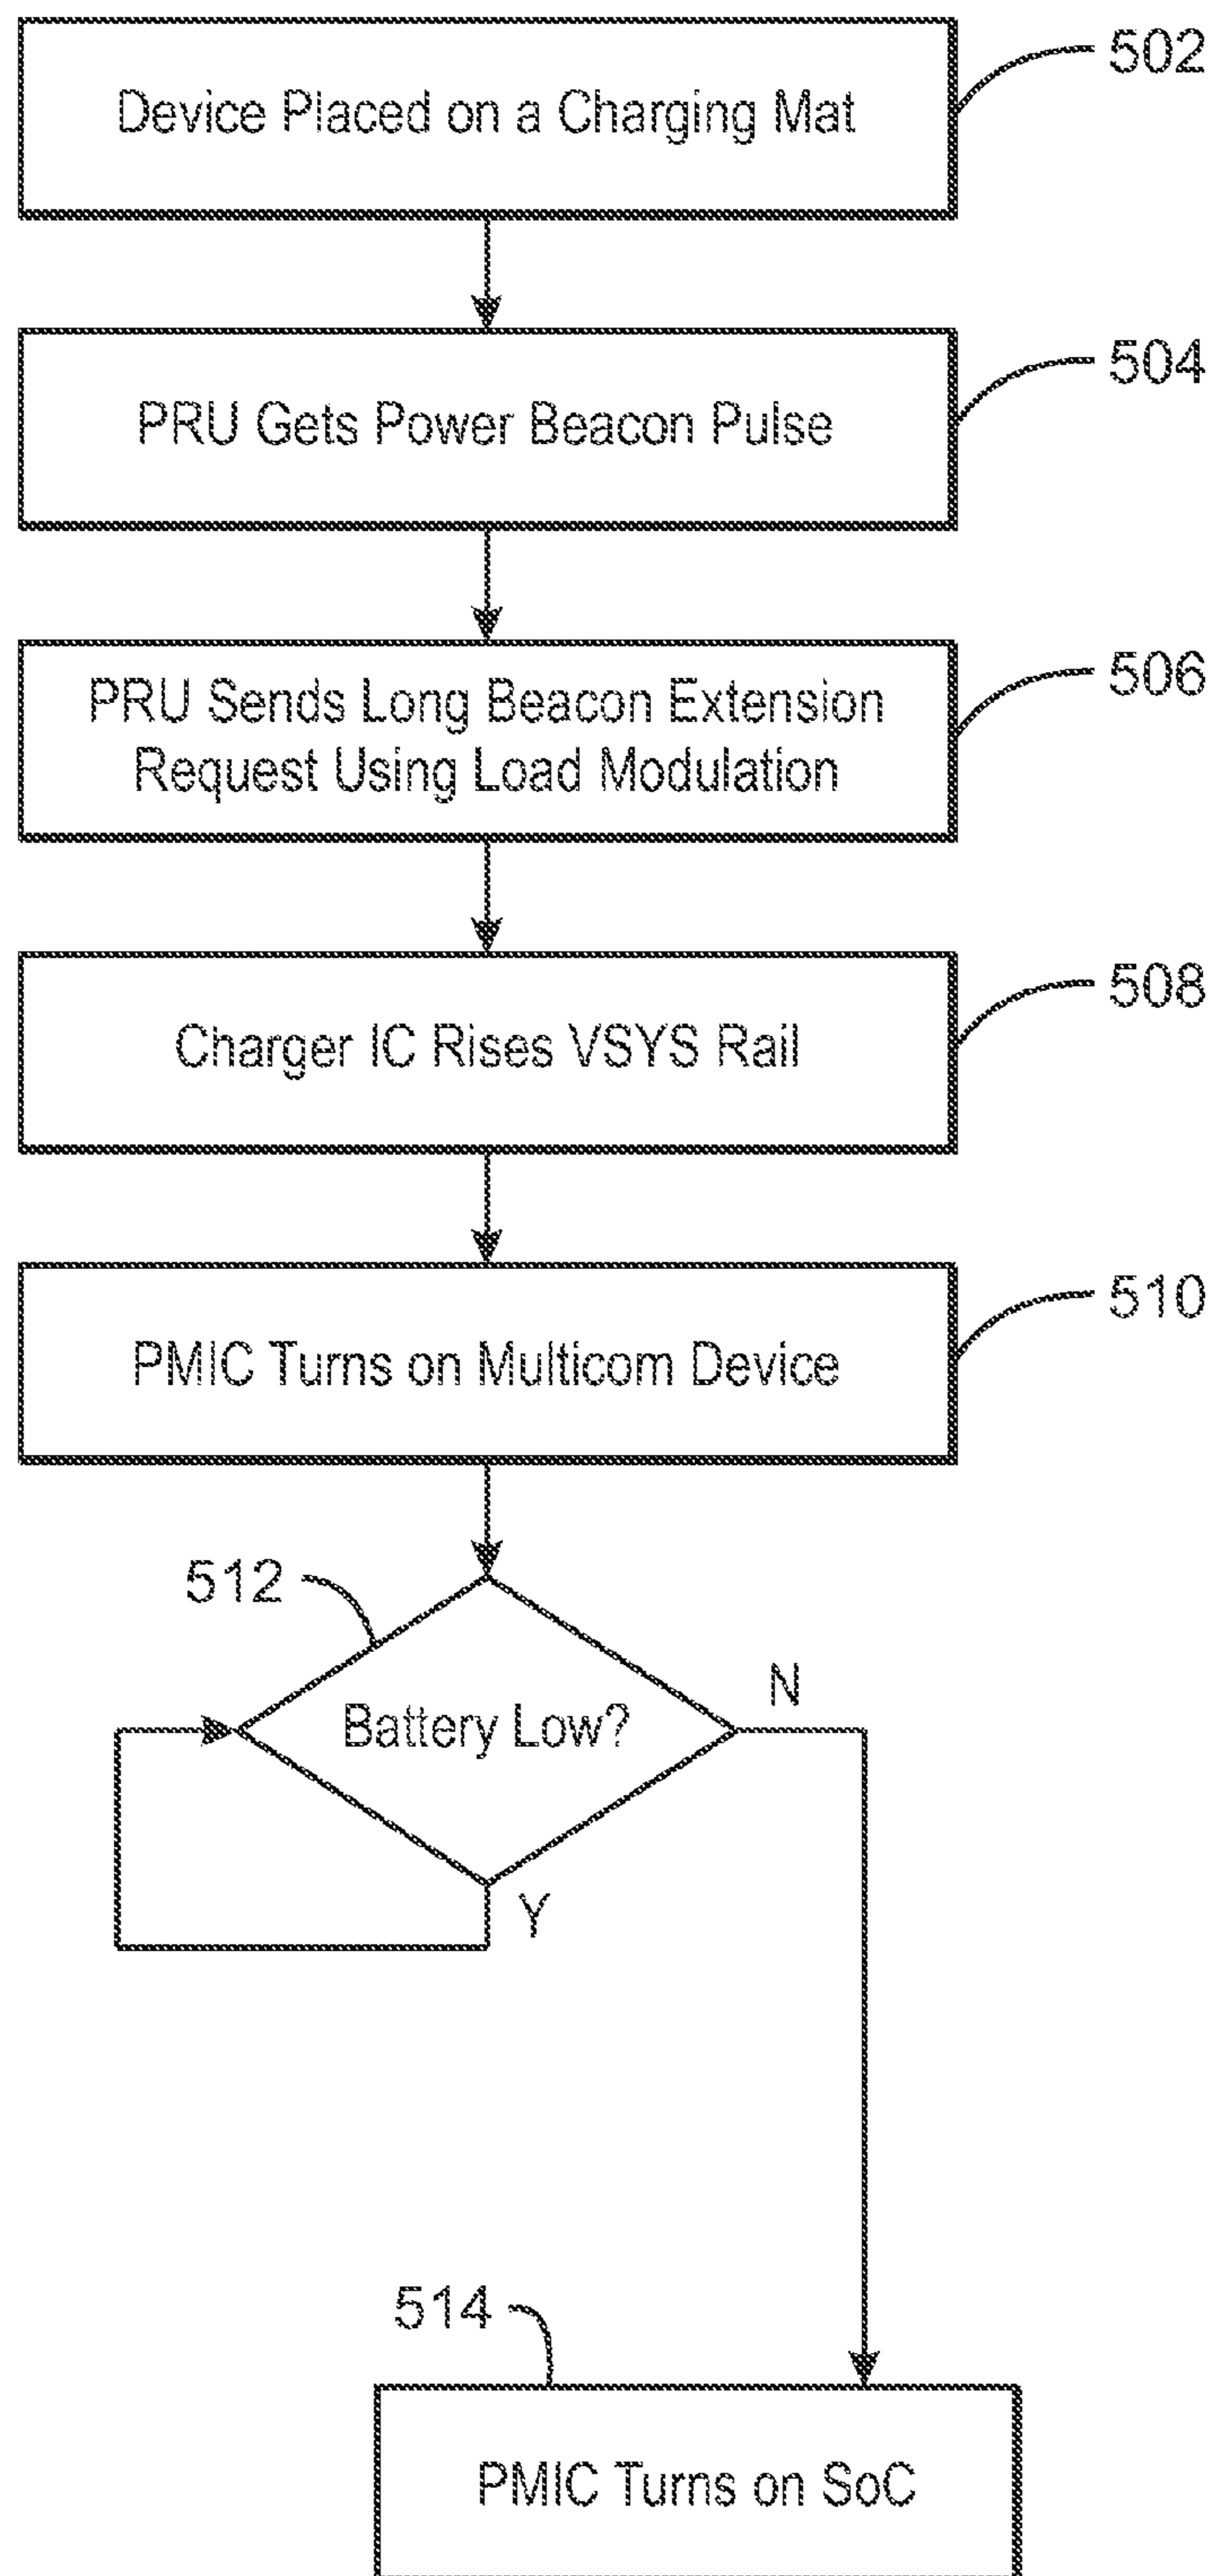 Device Placed on a Charging Mat
502
PRU Gets Power Beacon Pulse
504
PRU Sends Long Beacon Extension
Request Using Load Modulation
506
Charger IC Rises VSYS Rail
508
PMIC Turns on Multicom Device
510
512
Battery Low?
N
Y
514
PMIC Turns on SoC